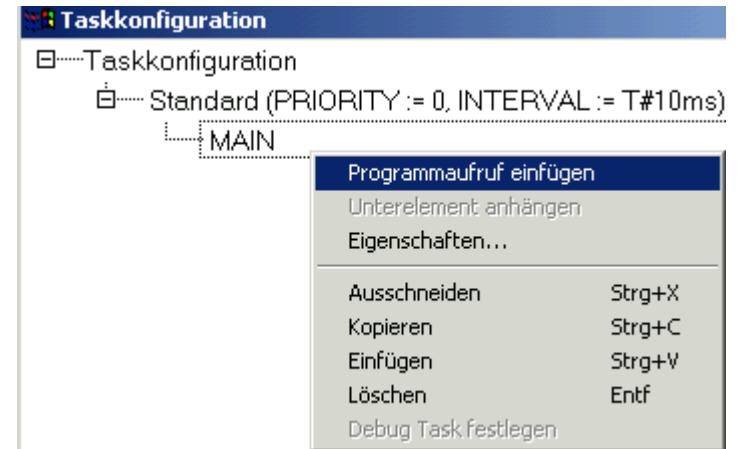 Taskkonfiguration
Taskkonfiguration
Standard (PRIORITY := 0, INTERVAL := T#10ms)
MAIN
Programmaufruf einfügen
Unterelement anhängen
Eigenschaften...
Ausschneiden Strg+X
Kopieren Strg+C
Einfügen Strg+V
Löschen Entf
Debug Task festlegen